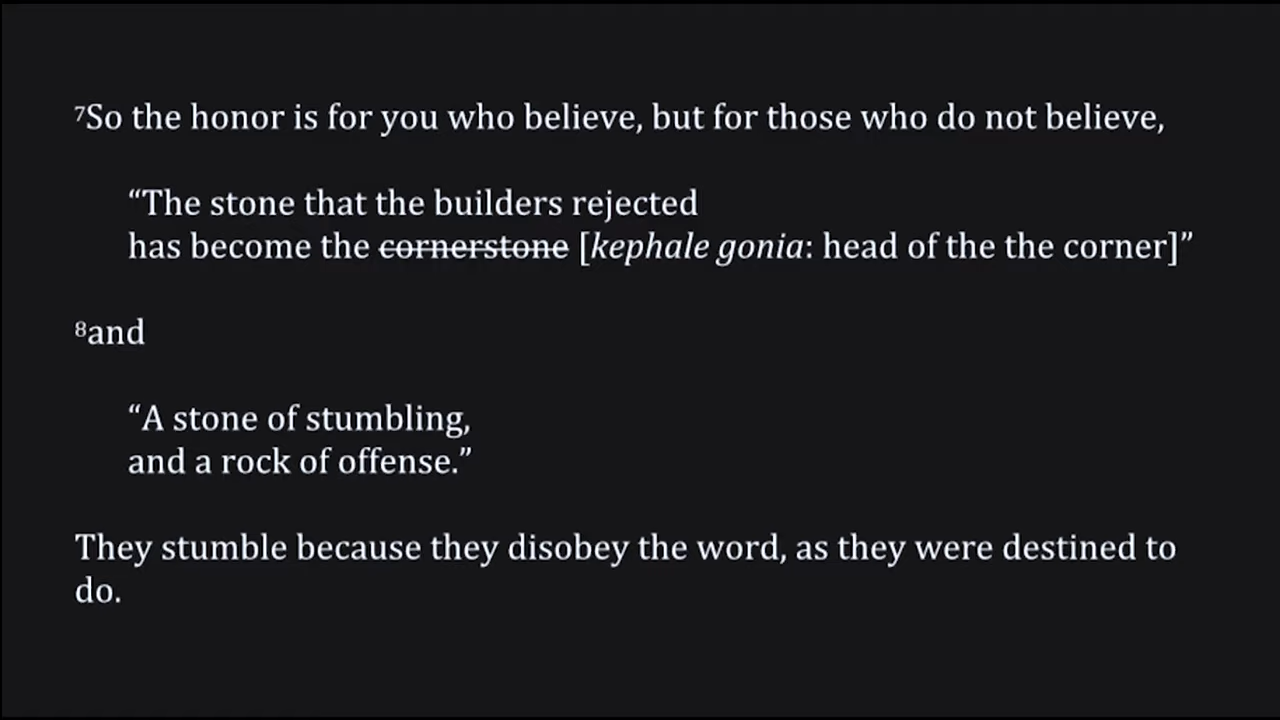 ⁷So the honor is for you who believe, but for those who do not believe,
“The stone that the builders rejected
has become the cornerstone [kephale gonia: head of the the corner]”
⁸and
“A stone of stumbling,
and a rock of offense.”
They stumble because they disobey the word, as they were destined to
do.